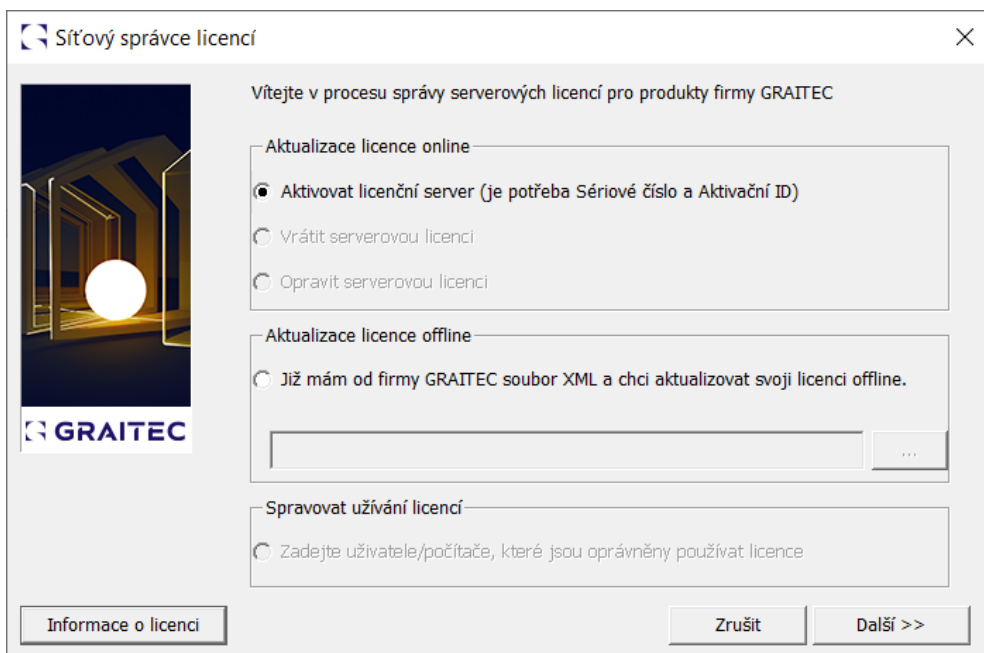 Síťový správce licencí
Vítejte v procesu správy serverových licencí pro produkty firmy GRAITEC
Aktualizace licence online
Aktivovat licenční server (je potřeba Sériové číslo a Aktivační ID)
Vrátit serverovou licenci
Opravit serverovou licenci
Aktualizace licence offline
Již mám od firmy GRAITEC soubor XML a chci aktualizovat svoji licenci offline.
GRAITEC
...
Spravovat užívání licencí
Zadejte uživatele/počítače, které jsou oprávněny používat licence
Informace o licenci
Zrušit
Další >>